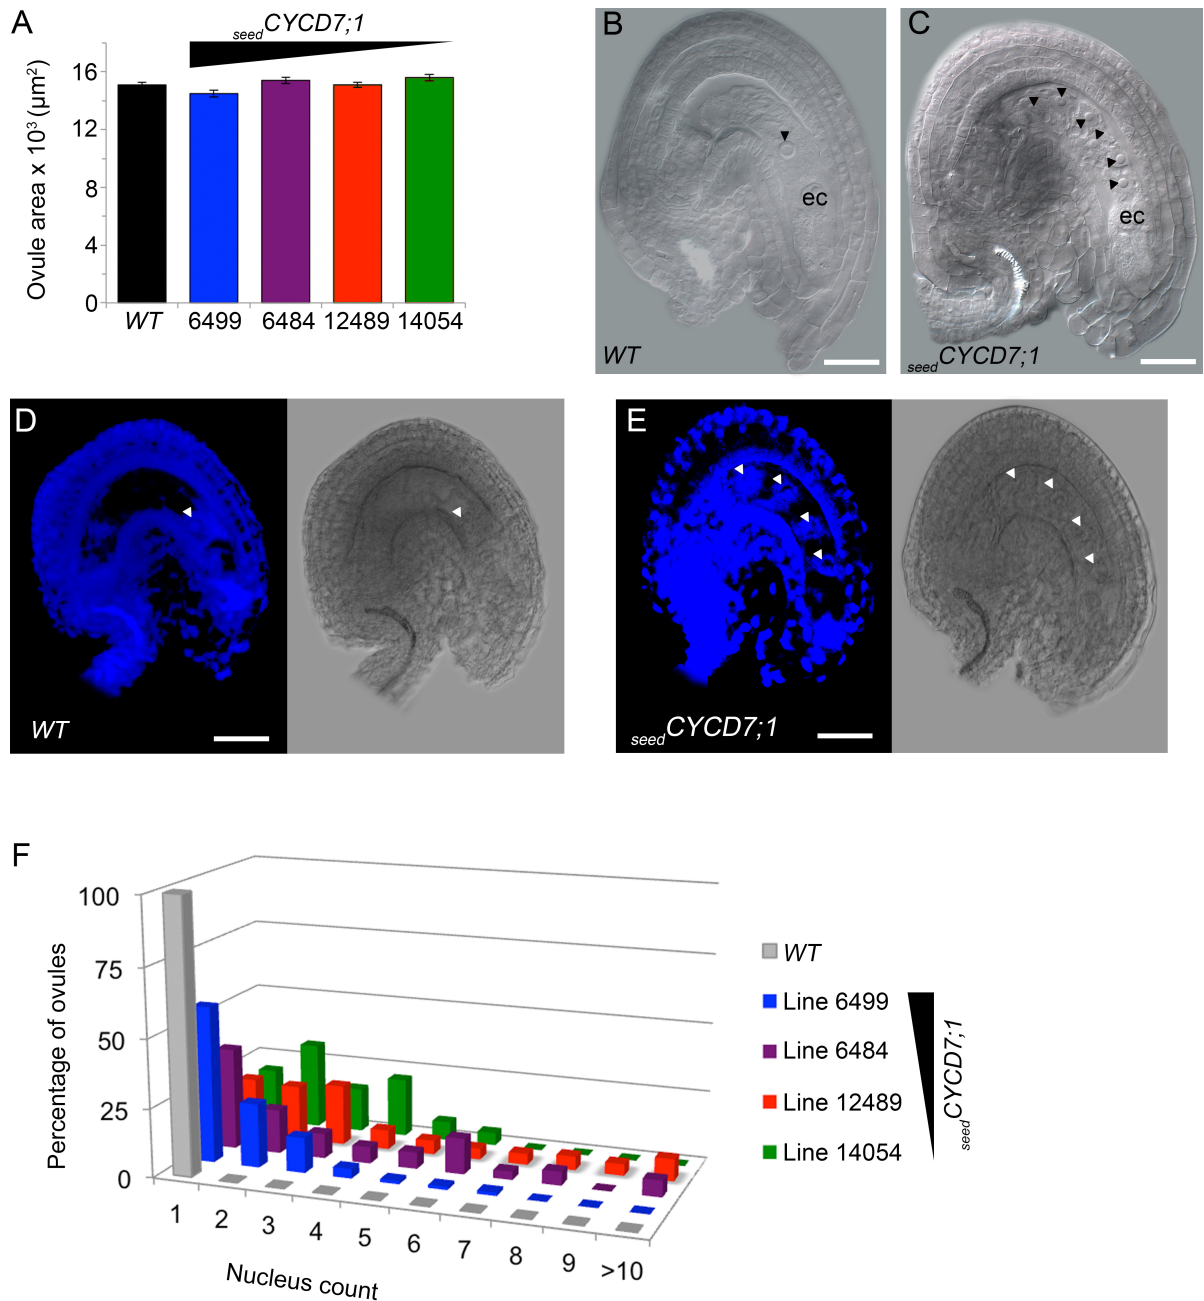 A
seedCYCD7;1
Ovule area x 10³ (µm²)
16
12
8
4
0
WT
6499
6484
12489
14054
B
ec
WT
C
ec
seedCYCD7;1
D
WT
E
seedCYCD7;1
F
Percentage of ovules
100
75
50
25
0
1
2
3
4
5
6
7
8
9
>10
Nucleus count
WT
Line 6499
Line 6484
Line 12489
Line 14054
seedCYCD7;1